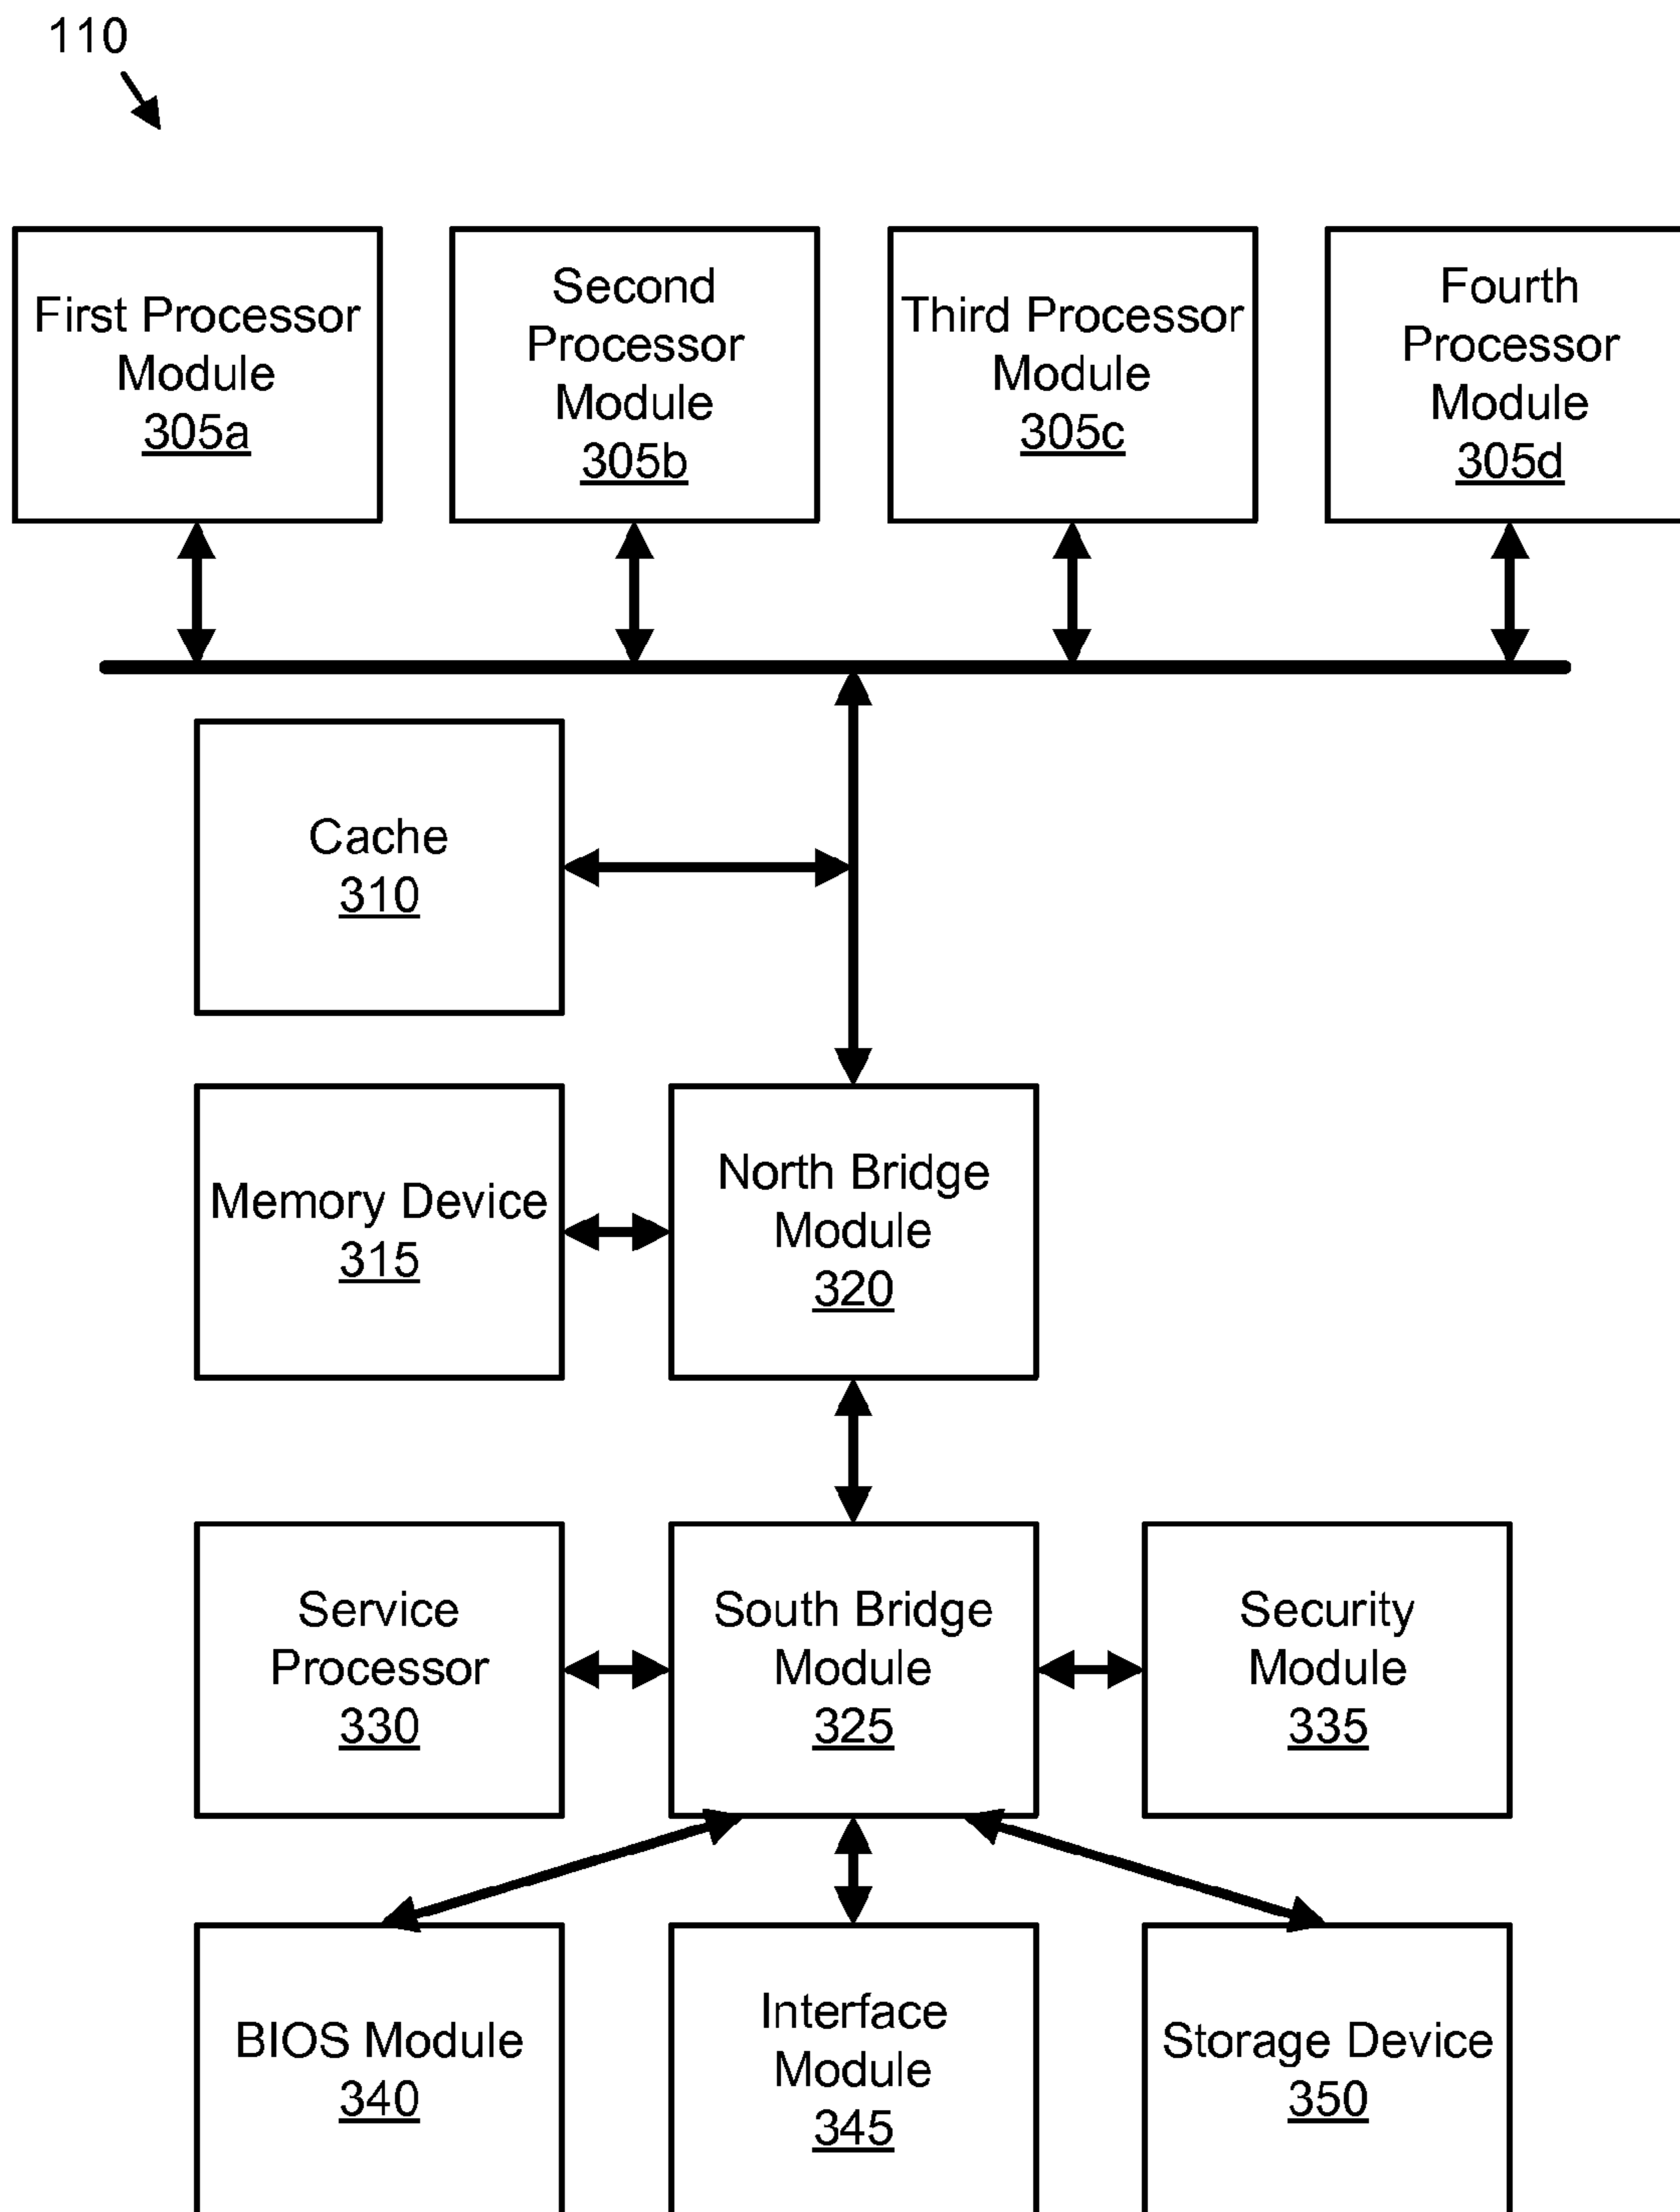 110
First Processor
Module
305a
Second
Processor
Module
305b
Third Processor
Module
305c
Fourth
Processor
Module
305d
Cache
310
Memory Device
315
North Bridge
Module
320
Service
Processor
330
South Bridge
Module
325
Security
Module
335
BIOS Module
340
Interface
Module
345
Storage Device
350